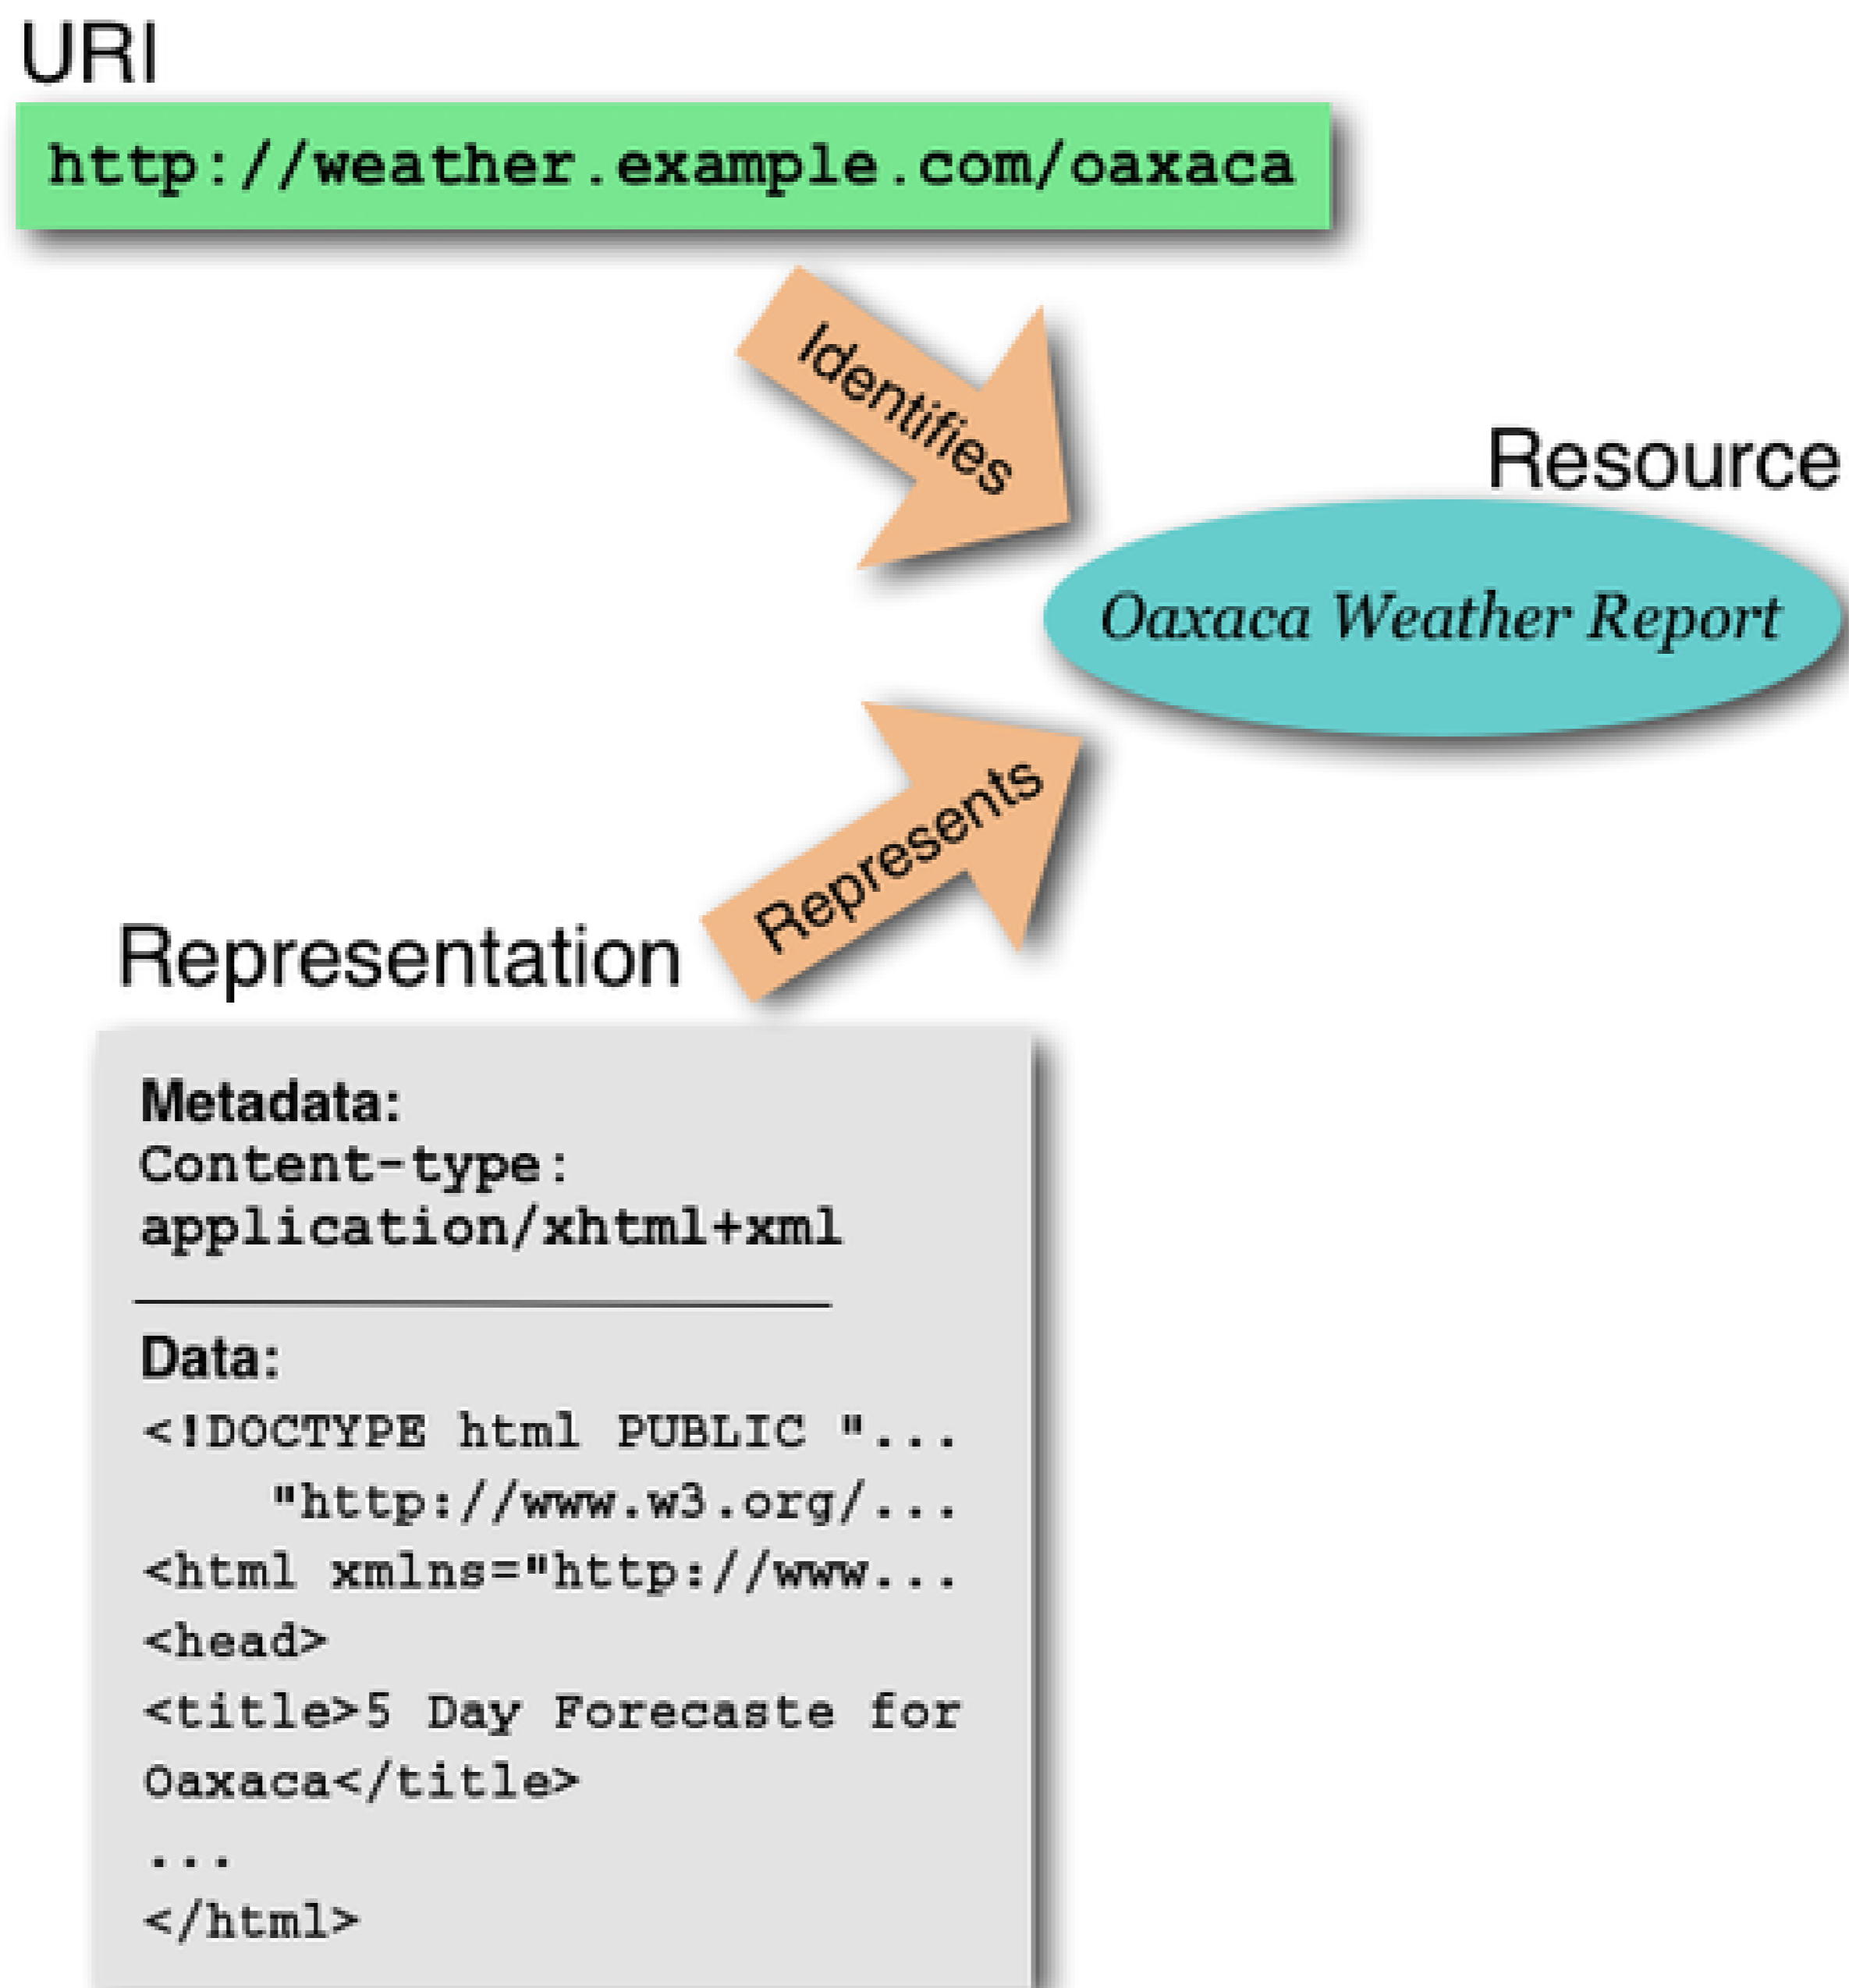 URI
http://weather.example.com/oaxaca
Identifies
Resource
Oaxaca Weather Report
Represents
Representation
Metadata:
Content-type:
application/xhtml+xml
Data:
<!DOCTYPE html PUBLIC "...
"http://www.w3.org/...
<html xmlns="http://www...
<head>
<title>5 Day Forecaste for
Oaxaca</title>
...
</html>